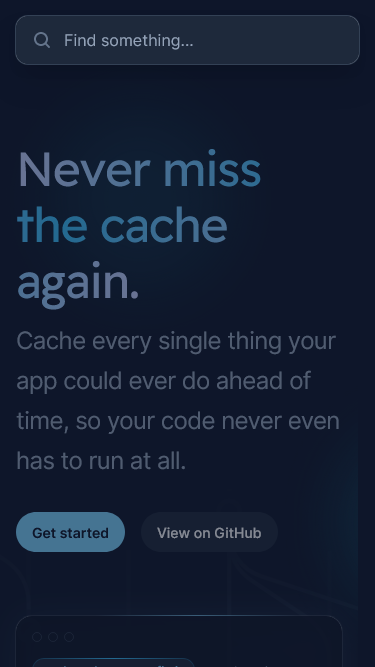 Find something...
Never miss
the cache
again.
Cache every single thing your
app could ever do ahead of
time, so your code never even
has to run at all.
Get started
View on GitHub